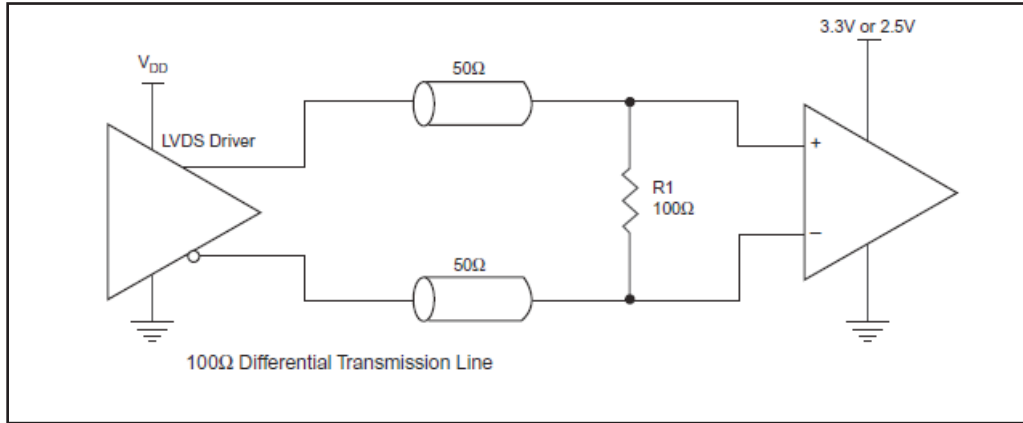 3.3V or 2.5V
VDD
50Ω
LVDS Driver
+
R1
100Ω
−
50Ω
100Ω Differential Transmission Line